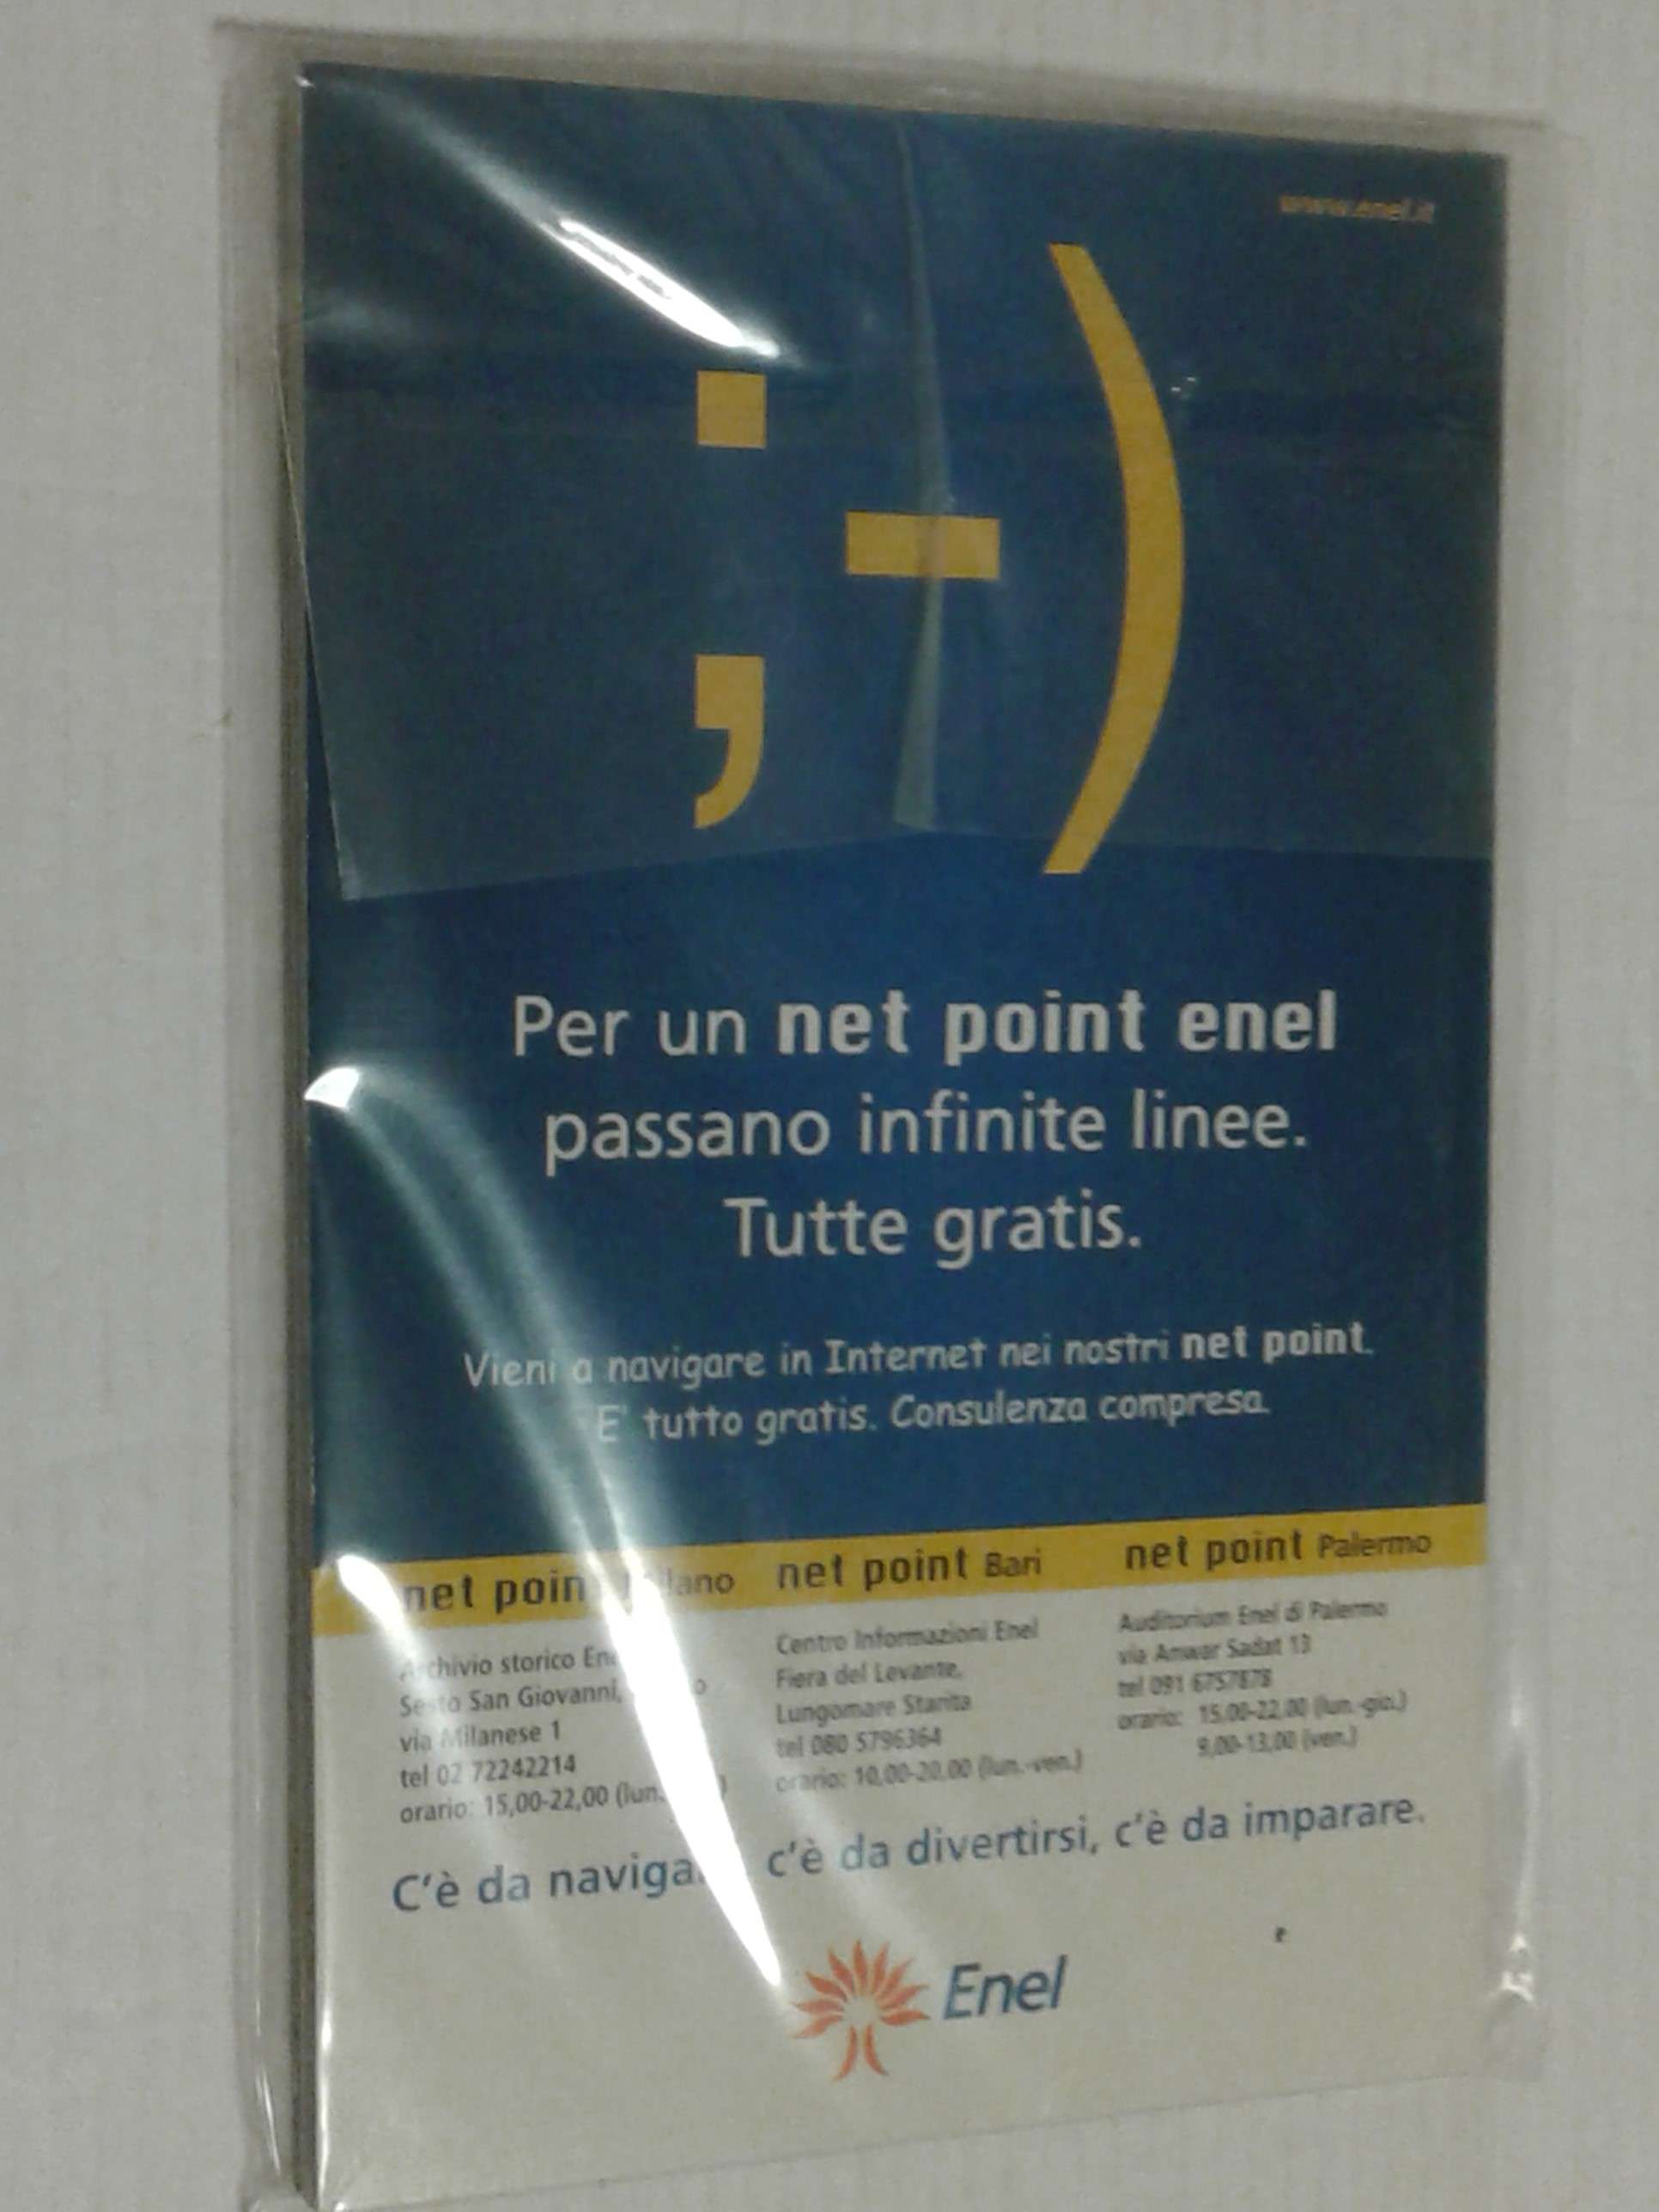 www.enel.it
;-)
Per un net point enel
passano infinite linee.
Tutte gratis.
Vieni a navigare in Internet nei nostri net point.
E' tutto gratis. Consulenza compresa.
net point Milano
Archivio storico Enel
Sesto San Giovanni,
via Milanese 1
tel 02 72242214
orario: 15,00-22,00 (lun.
net point Bari
Centro Informazioni Enel
Fiera del Levante,
Lungomare Starita
tel 080 5796364
orario: 10,00-20,00 (lun.-ven.)
net point Palermo
Auditorium Enel di Palermo
via Anwar Sadat 13
tel 091 6757878
orario: 15,00-22,00 (lun.-gio.)
9,00-13,00 (ven.)
C'è da navigare, c'è da divertirsi, c'è da imparare.
Enel